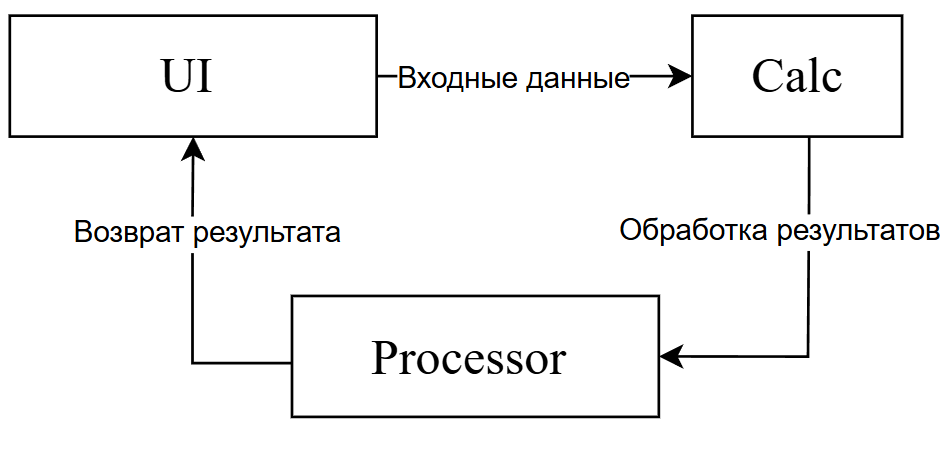 UI
Входные данные
Calc
Возврат результата
Обработка результатов
Processor